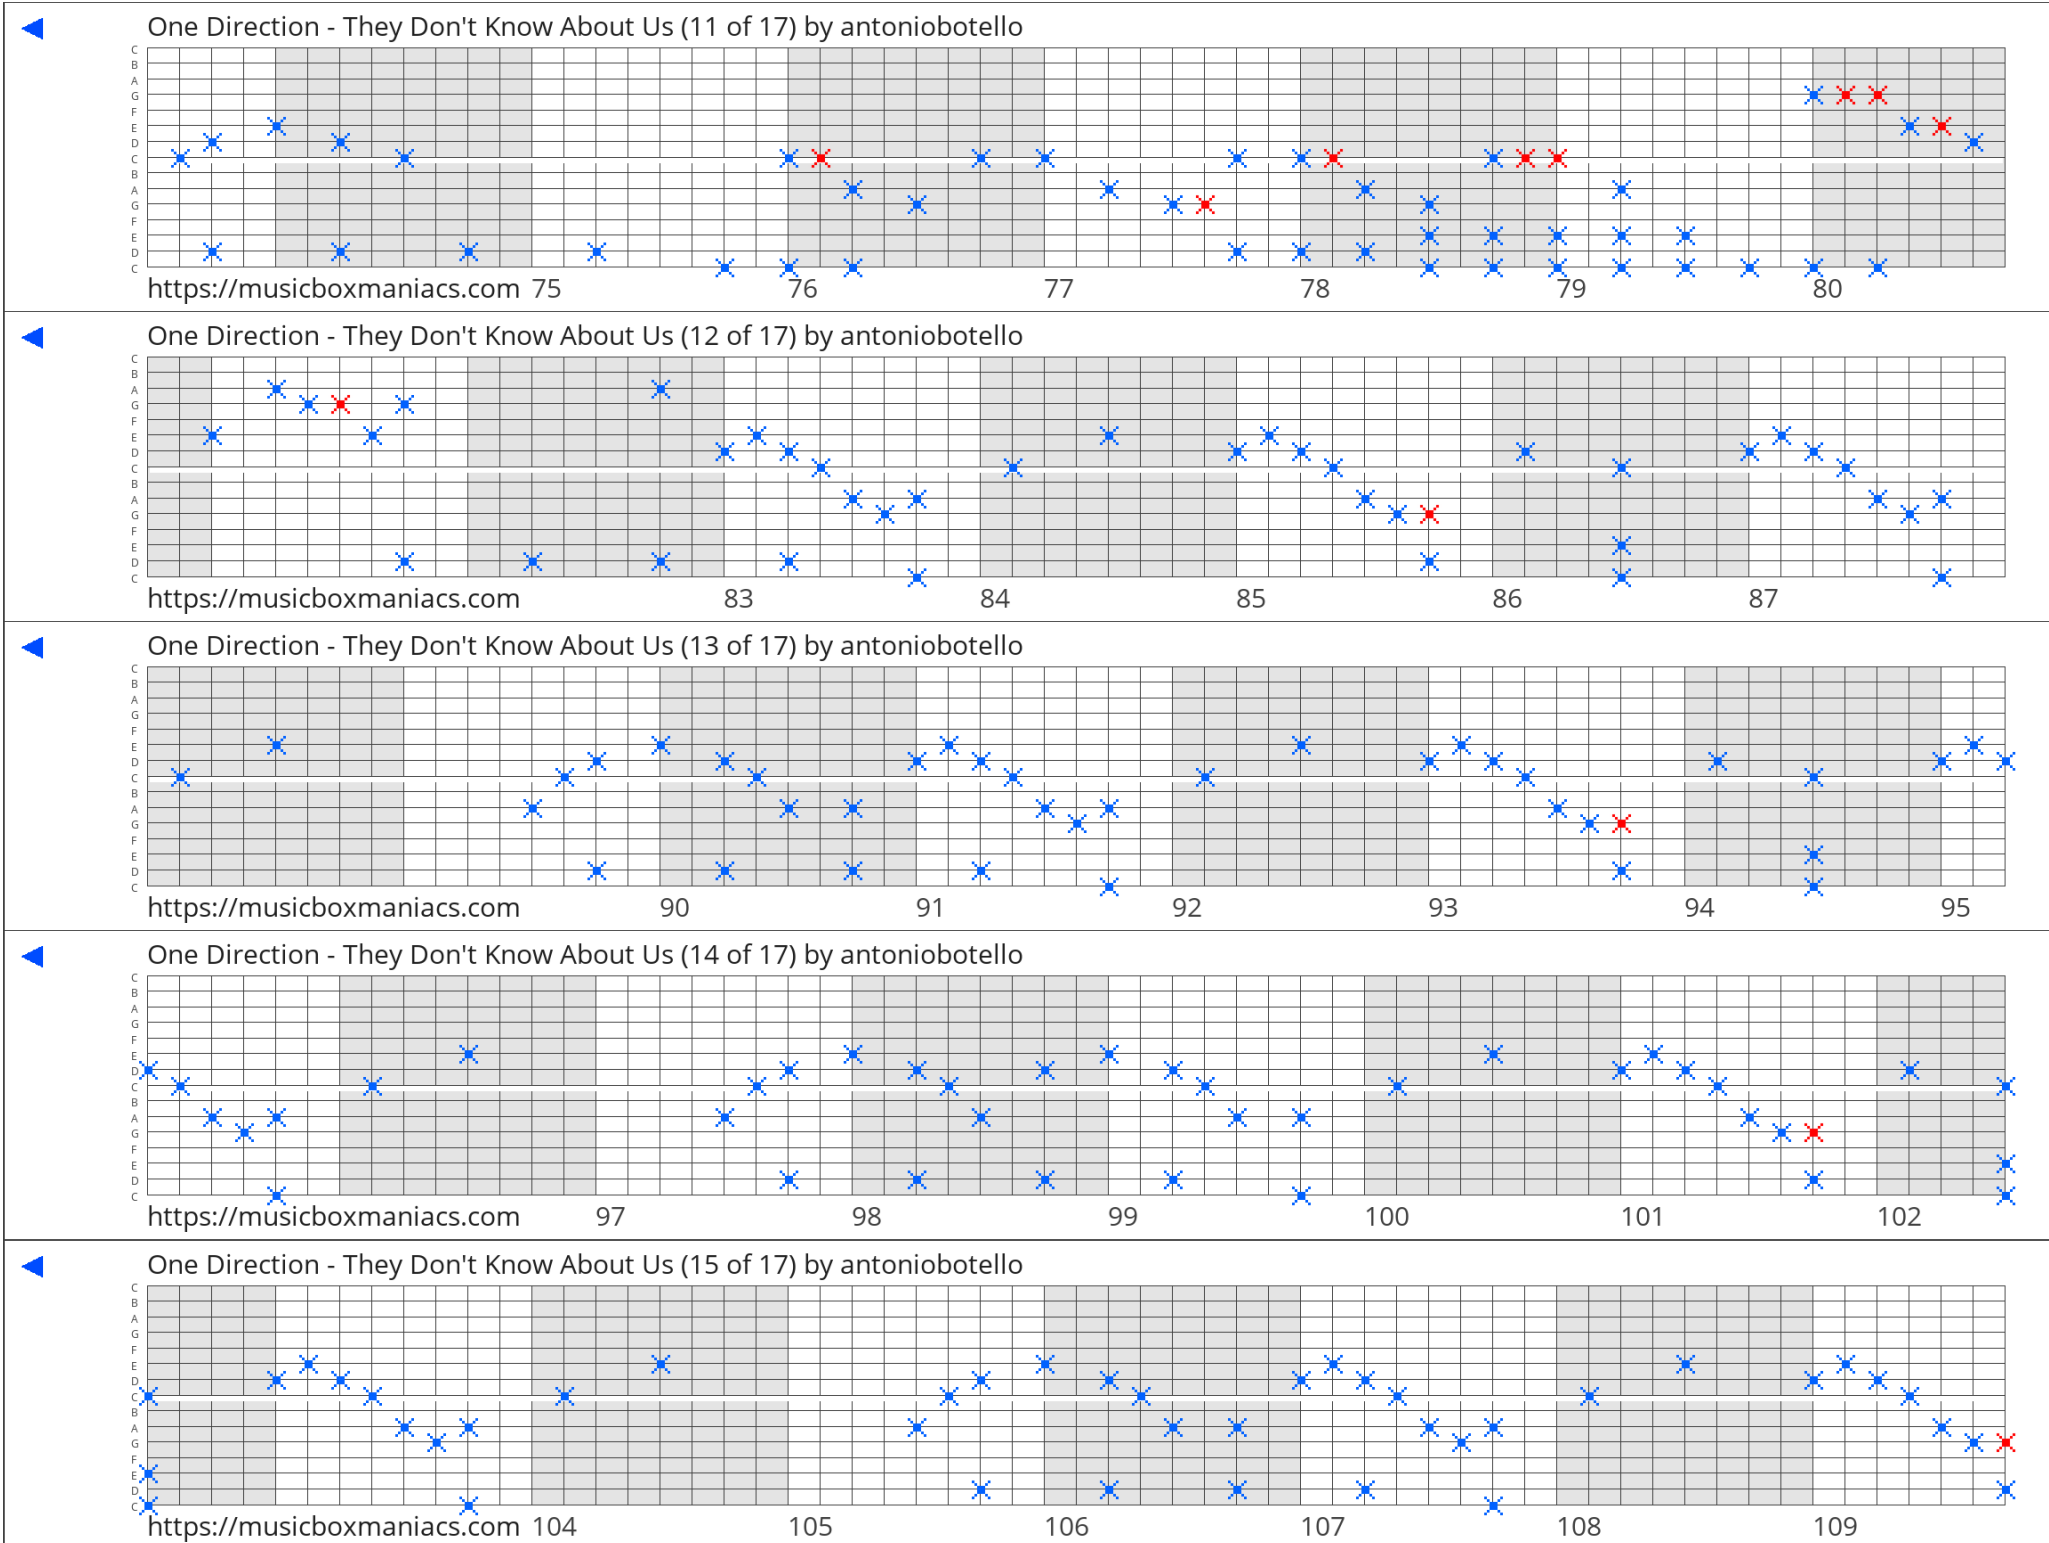 One Direction - They Don't Know About Us (11 of 17) by antoniobotello
C
B
A
G
F
E
D
C
B
A
G
F
E
D
C
https://musicboxmaniacs.com 75 76 77 78 79 80
One Direction - They Don't Know About Us (12 of 17) by antoniobotello
C
B
A
G
F
E
D
C
B
A
G
F
E
D
C
https://musicboxmaniacs.com 83 84 85 86 87
One Direction - They Don't Know About Us (13 of 17) by antoniobotello
C
B
A
G
F
E
D
C
B
A
G
F
E
D
C
https://musicboxmaniacs.com 90 91 92 93 94 95
One Direction - They Don't Know About Us (14 of 17) by antoniobotello
C
B
A
G
F
E
D
C
B
A
G
F
E
D
C
https://musicboxmaniacs.com 97 98 99 100 101 102
One Direction - They Don't Know About Us (15 of 17) by antoniobotello
C
B
A
G
F
E
D
C
B
A
G
F
E
D
C
https://musicboxmaniacs.com 104 105 106 107 108 109